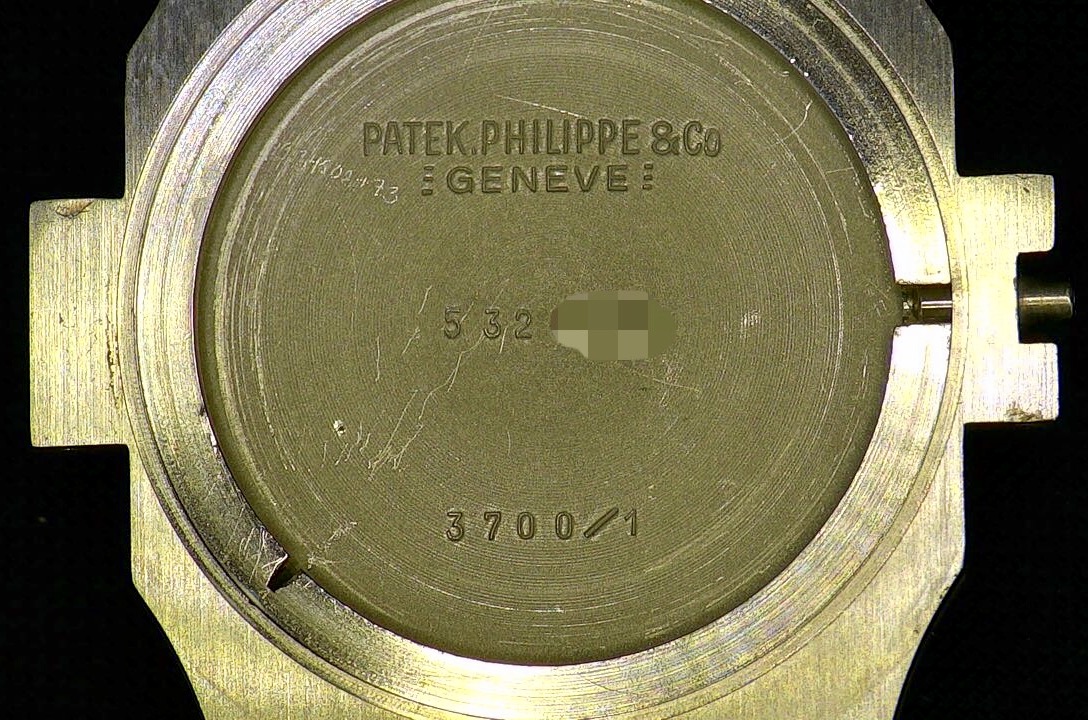 PATEK.PHILIPPE & Co
GENEVE
532
3700/1